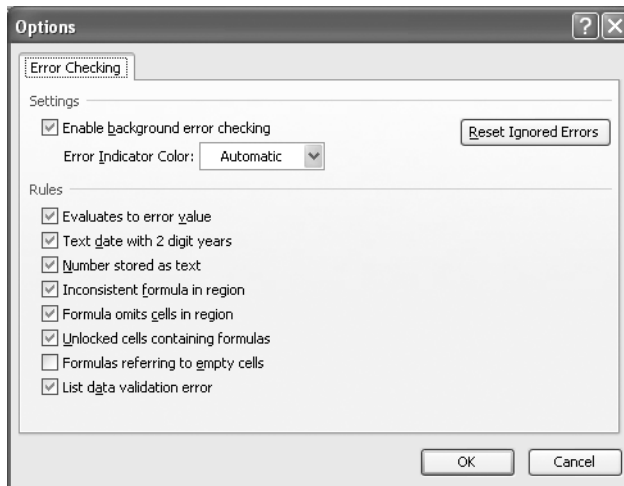 Options
Error Checking
Settings
Enable background error checking
Reset Ignored Errors
Error Indicator Color: Automatic
Rules
Evaluates to error value
Text date with 2 digit years
Number stored as text
Inconsistent formula in region
Formula omits cells in region
Unlocked cells containing formulas
Formulas referring to empty cells
List data validation error
OK Cancel